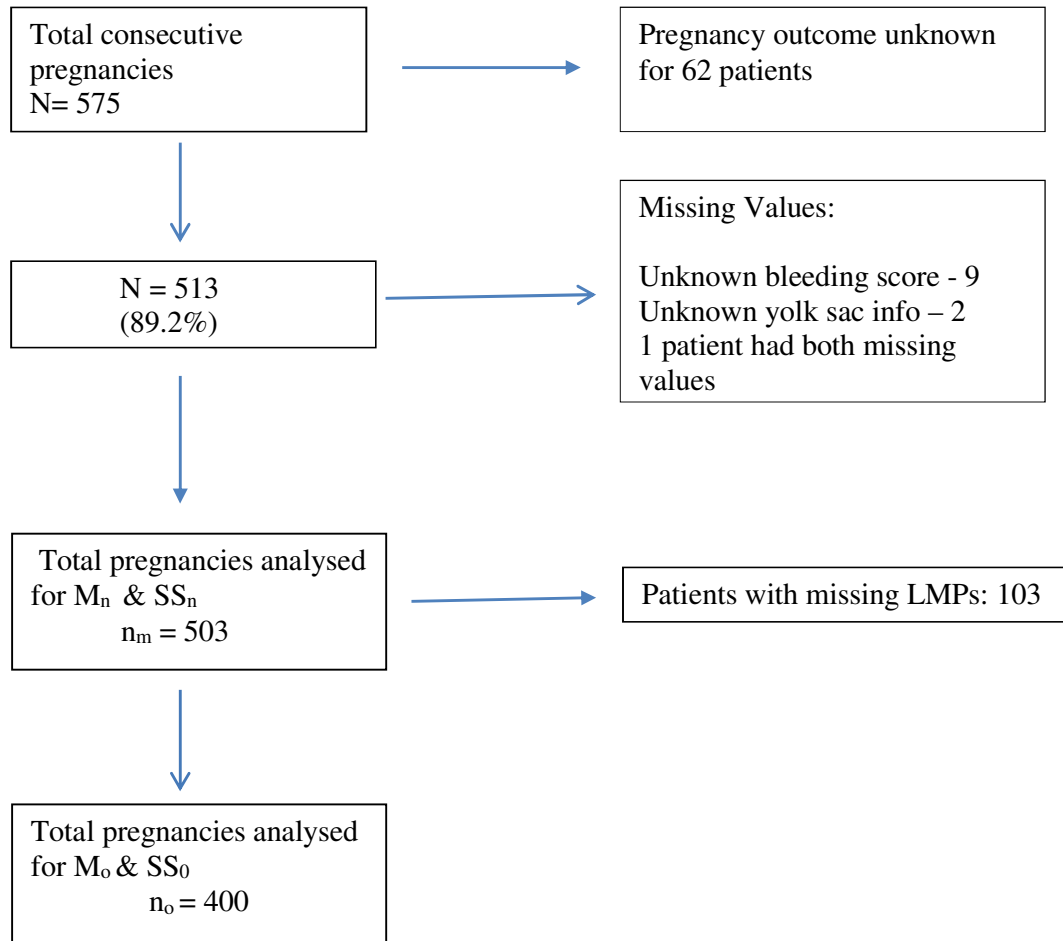 Total consecutive
pregnancies
N= 575
Pregnancy outcome unknown
for 62 patients
Missing Values:
Unknown bleeding score - 9
Unknown yolk sac info – 2
1 patient had both missing
values
N = 513
(89.2%)
Total pregnancies analysed
for Mₙ & SSₙ
nₘ = 503
Patients with missing LMPs: 103
Total pregnancies analysed
for Mₒ & SS₀
nₒ = 400